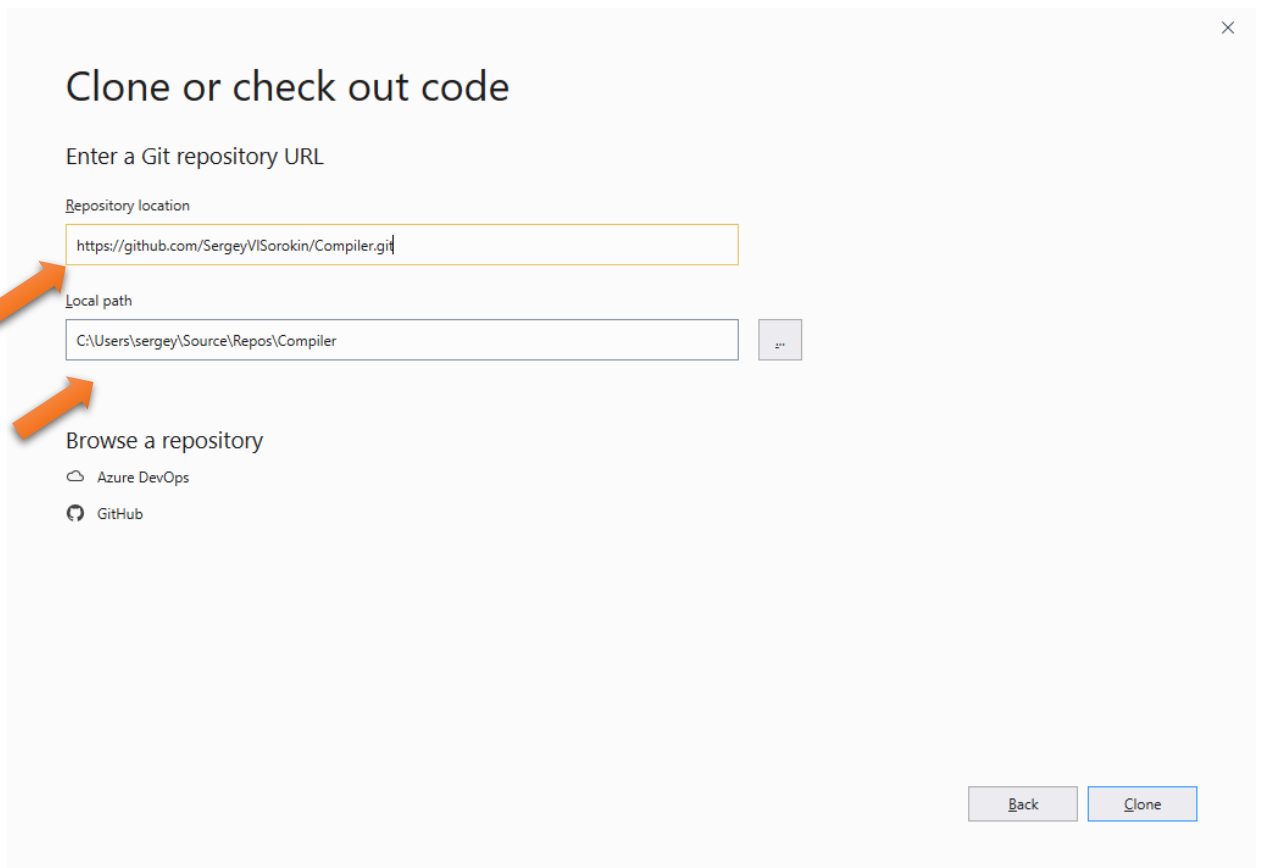 Clone or check out code
Enter a Git repository URL
Repository location
https://github.com/SergeyVlSorokin/Compiler.git
Local path
C:\Users\sergey\Source\Repos\Compiler
...
Browse a repository
Azure DevOps
GitHub
Back
Clone